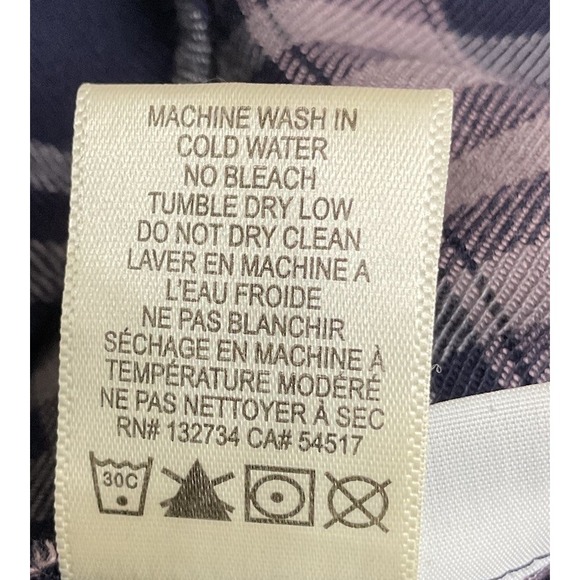 MACHINE WASH IN
COLD WATER
NO BLEACH
TUMBLE DRY LOW
DO NOT DRY CLEAN
LAVER EN MACHINE A
L'EAU FROIDE
NE PAS BLANCHIR
SÉCHAGE EN MACHINE À
TEMPÉRATURE MODÉRÉ
NE PAS NETTOYER À SEC
RN# 132734 CA# 54517
30C